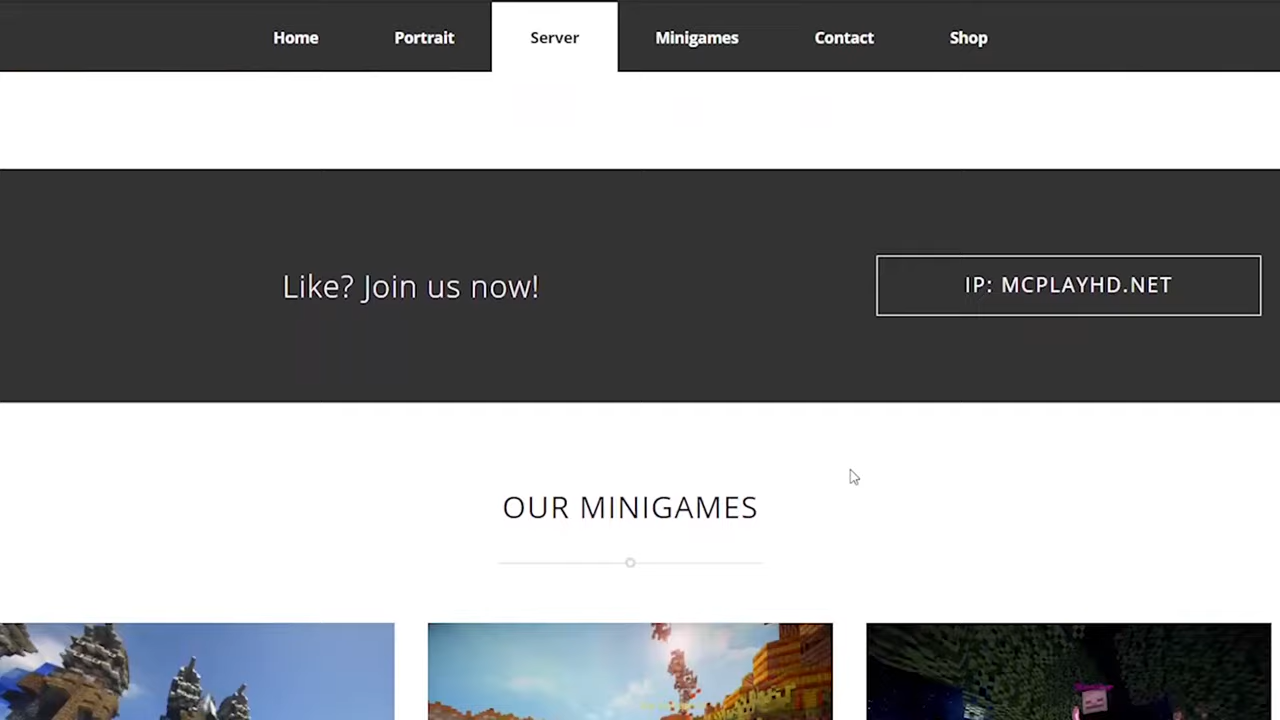 Home Portrait Server Minigames Contact Shop
Like? Join us now!
IP: MCPLAYHD.NET
OUR MINIGAMES